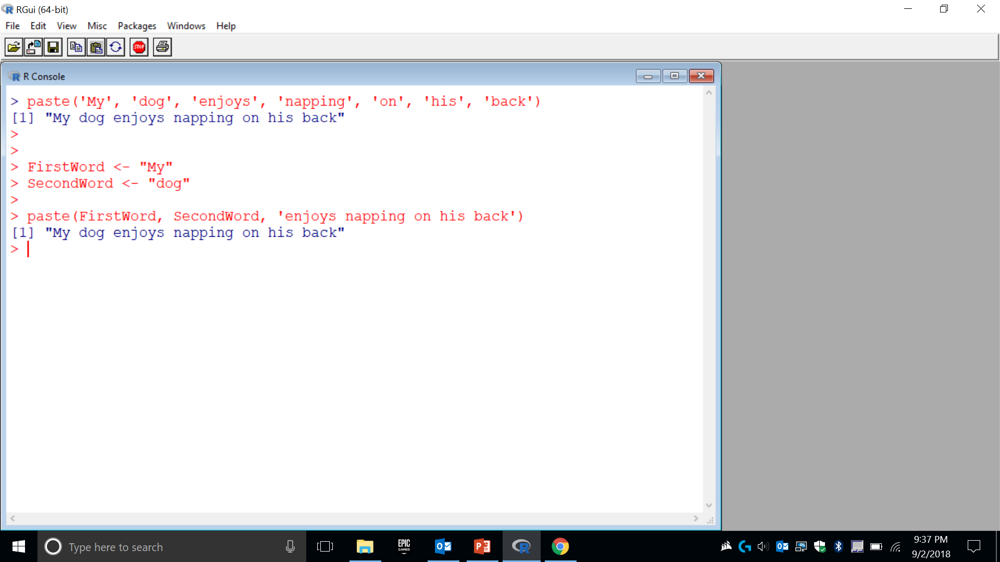 RGui (64-bit)
File Edit View Misc Packages Windows Help
STOP
R Console
> paste('My', 'dog', 'enjoys', 'napping', 'on', 'his', 'back')
[1] "My dog enjoys napping on his back"
>
>
> FirstWord <- "My"
> SecondWord <- "dog"
>
> paste(FirstWord, SecondWord, 'enjoys napping on his back')
[1] "My dog enjoys napping on his back"
>
Type here to search
EPIC
GAMES
9:37 PM
9/2/2018